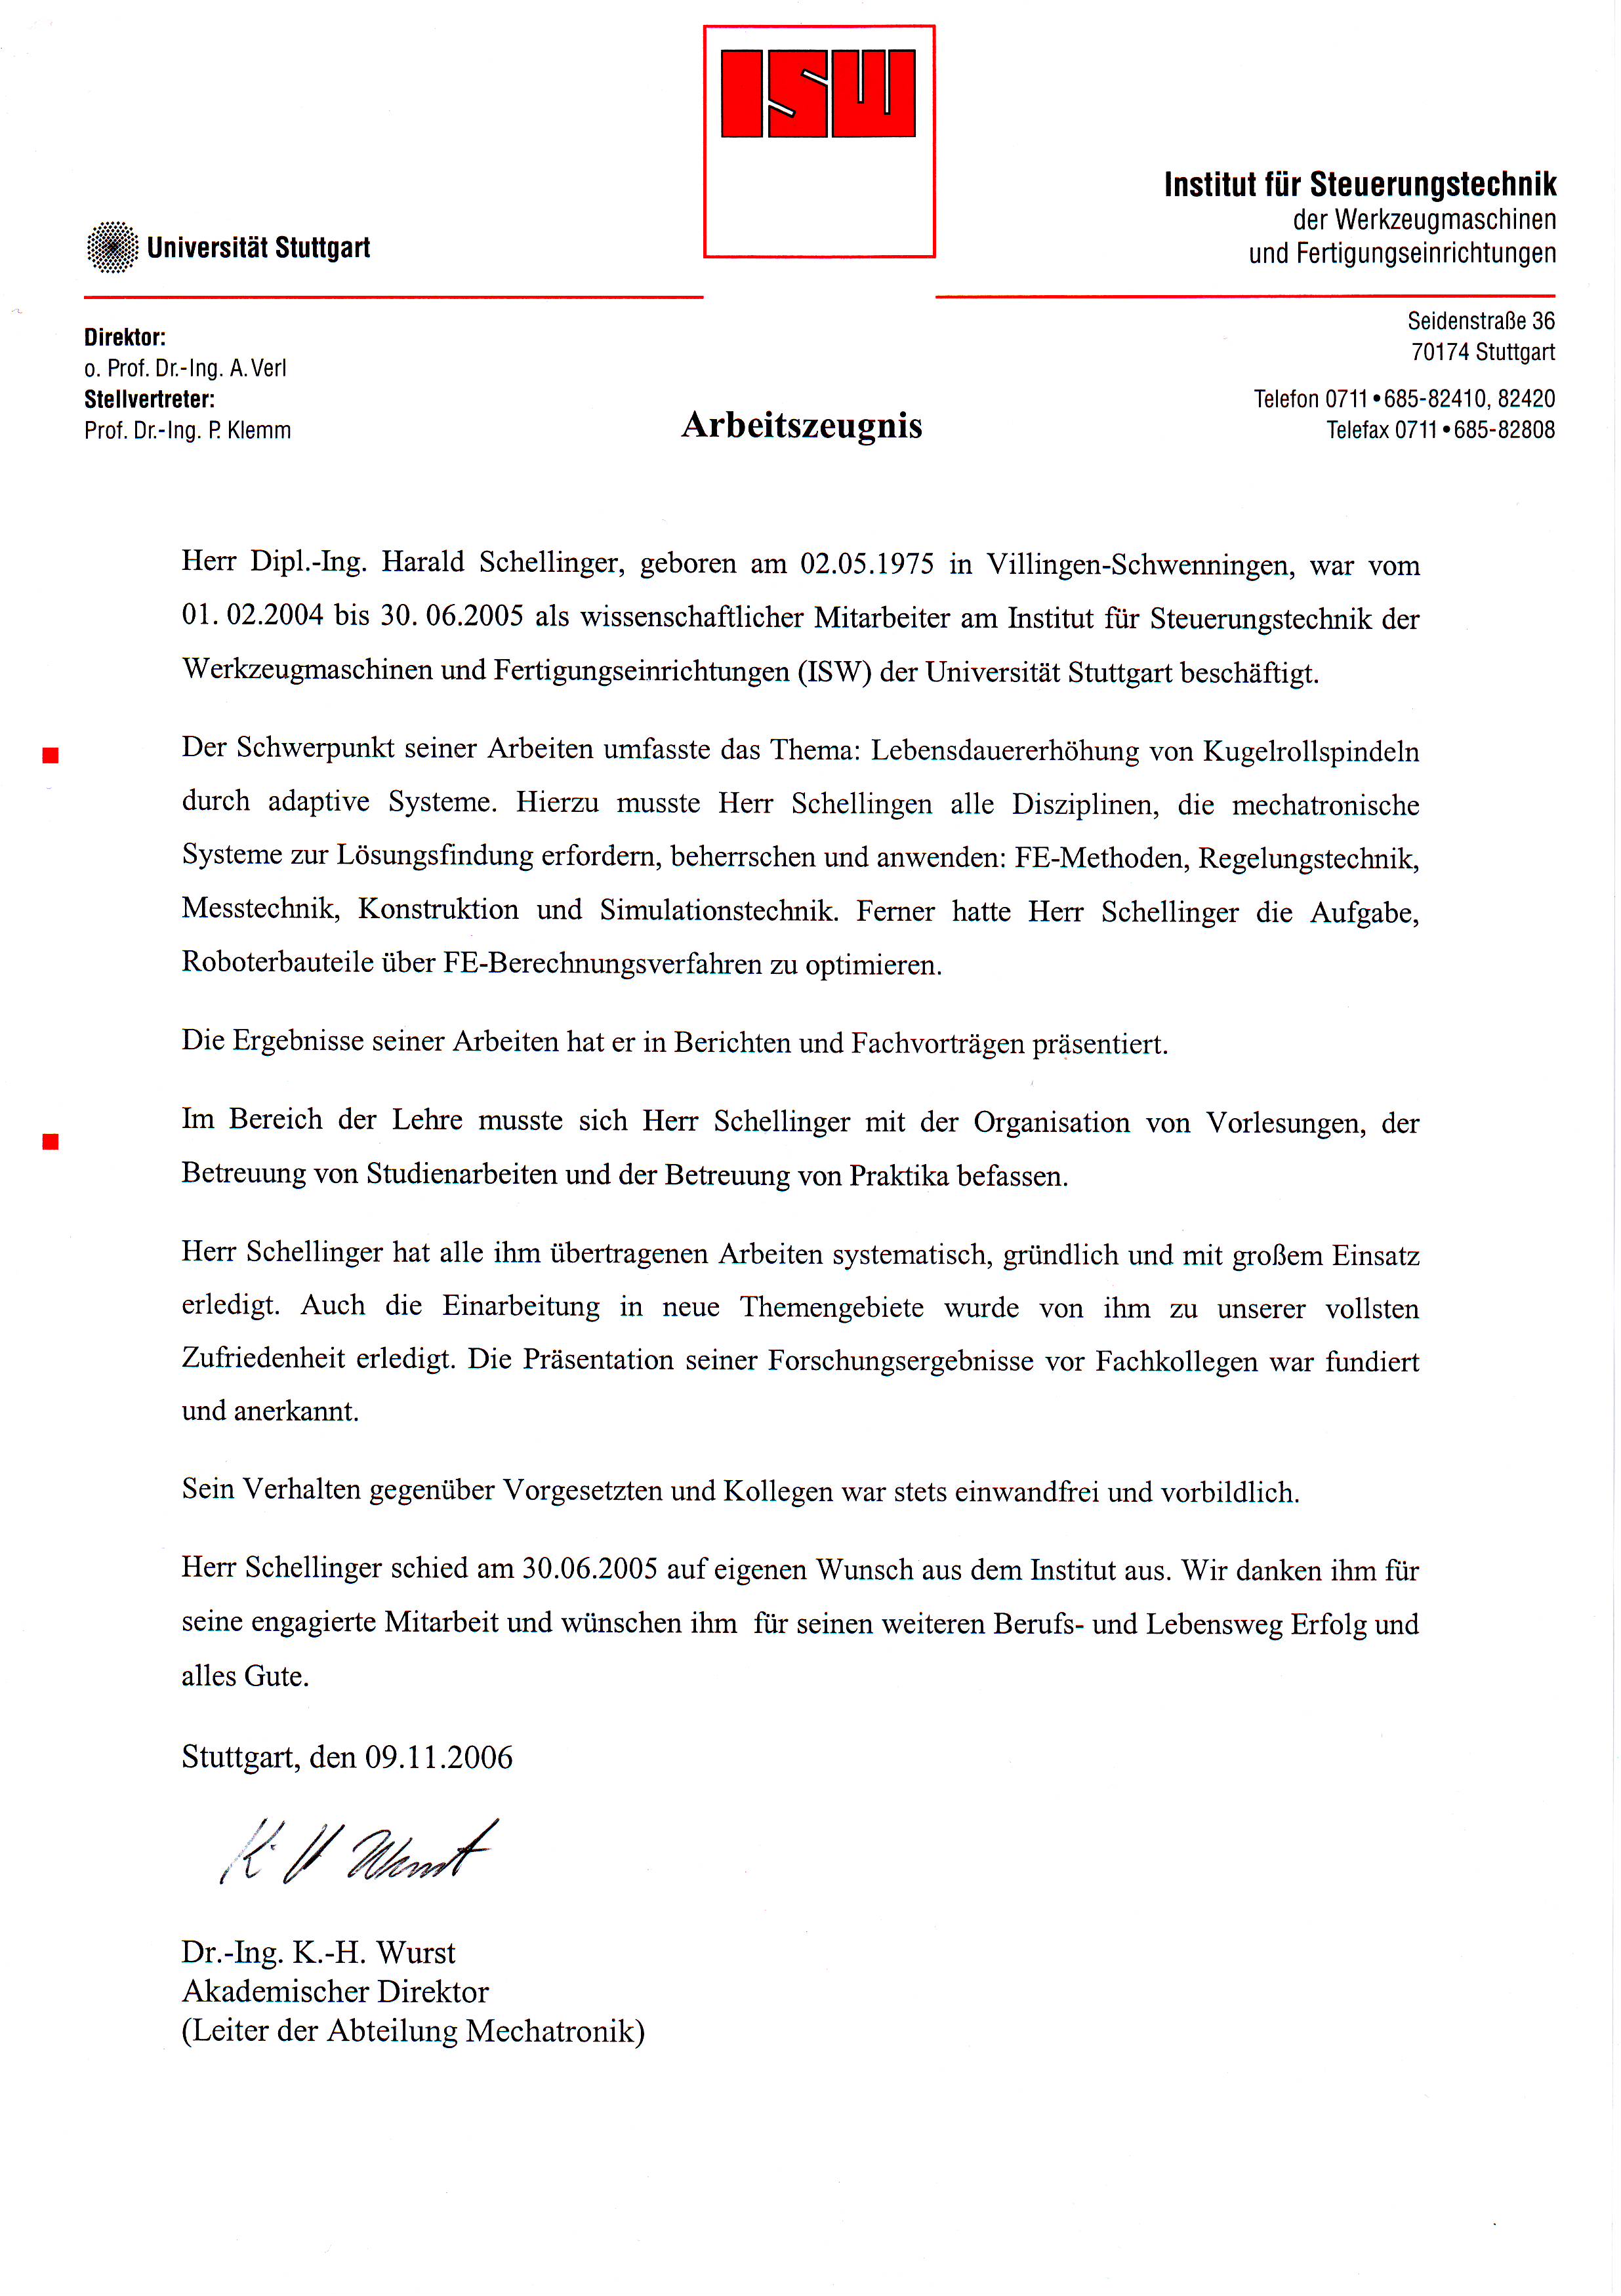 ISW
Institut für Steuerungstechnik
der Werkzeugmaschinen
und Fertigungseinrichtungen
Universität Stuttgart
Direktor:
o. Prof. Dr.-Ing. A. Verl
Stellvertreter:
Prof. Dr.-Ing. P. Klemm
Seidenstraße 36
70174 Stuttgart
Telefon 0711 • 685-82410, 82420
Telefax 0711 • 685-82808
Arbeitszeugnis
Herr Dipl.-Ing. Harald Schellinger, geboren am 02.05.1975 in Villingen-Schwenningen, war vom
01. 02.2004 bis 30. 06.2005 als wissenschaftlicher Mitarbeiter am Institut für Steuerungstechnik der
Werkzeugmaschinen und Fertigungseinrichtungen (ISW) der Universität Stuttgart beschäftigt.
Der Schwerpunkt seiner Arbeiten umfasste das Thema: Lebensdauererhöhung von Kugelrollspindeln
durch adaptive Systeme. Hierzu musste Herr Schellingen alle Disziplinen, die mechatronische
Systeme zur Lösungsfindung erfordern, beherrschen und anwenden: FE-Methoden, Regelungstechnik,
Messtechnik, Konstruktion und Simulationstechnik. Ferner hatte Herr Schellinger die Aufgabe,
Roboterbauteile über FE-Berechnungsverfahren zu optimieren.
Die Ergebnisse seiner Arbeiten hat er in Berichten und Fachvorträgen präsentiert.
Im Bereich der Lehre musste sich Herr Schellinger mit der Organisation von Vorlesungen, der
Betreuung von Studienarbeiten und der Betreuung von Praktika befassen.
Herr Schellinger hat alle ihm übertragenen Arbeiten systematisch, gründlich und mit großem Einsatz
erledigt. Auch die Einarbeitung in neue Themengebiete wurde von ihm zu unserer vollsten
Zufriedenheit erledigt. Die Präsentation seiner Forschungsergebnisse vor Fachkollegen war fundiert
und anerkannt.
Sein Verhalten gegenüber Vorgesetzten und Kollegen war stets einwandfrei und vorbildlich.
Herr Schellinger schied am 30.06.2005 auf eigenen Wunsch aus dem Institut aus. Wir danken ihm für
seine engagierte Mitarbeit und wünschen ihm für seinen weiteren Berufs- und Lebensweg Erfolg und
alles Gute.
Stuttgart, den 09.11.2006
K. H. Wurst
Dr.-Ing. K.-H. Wurst
Akademischer Direktor
(Leiter der Abteilung Mechatronik)